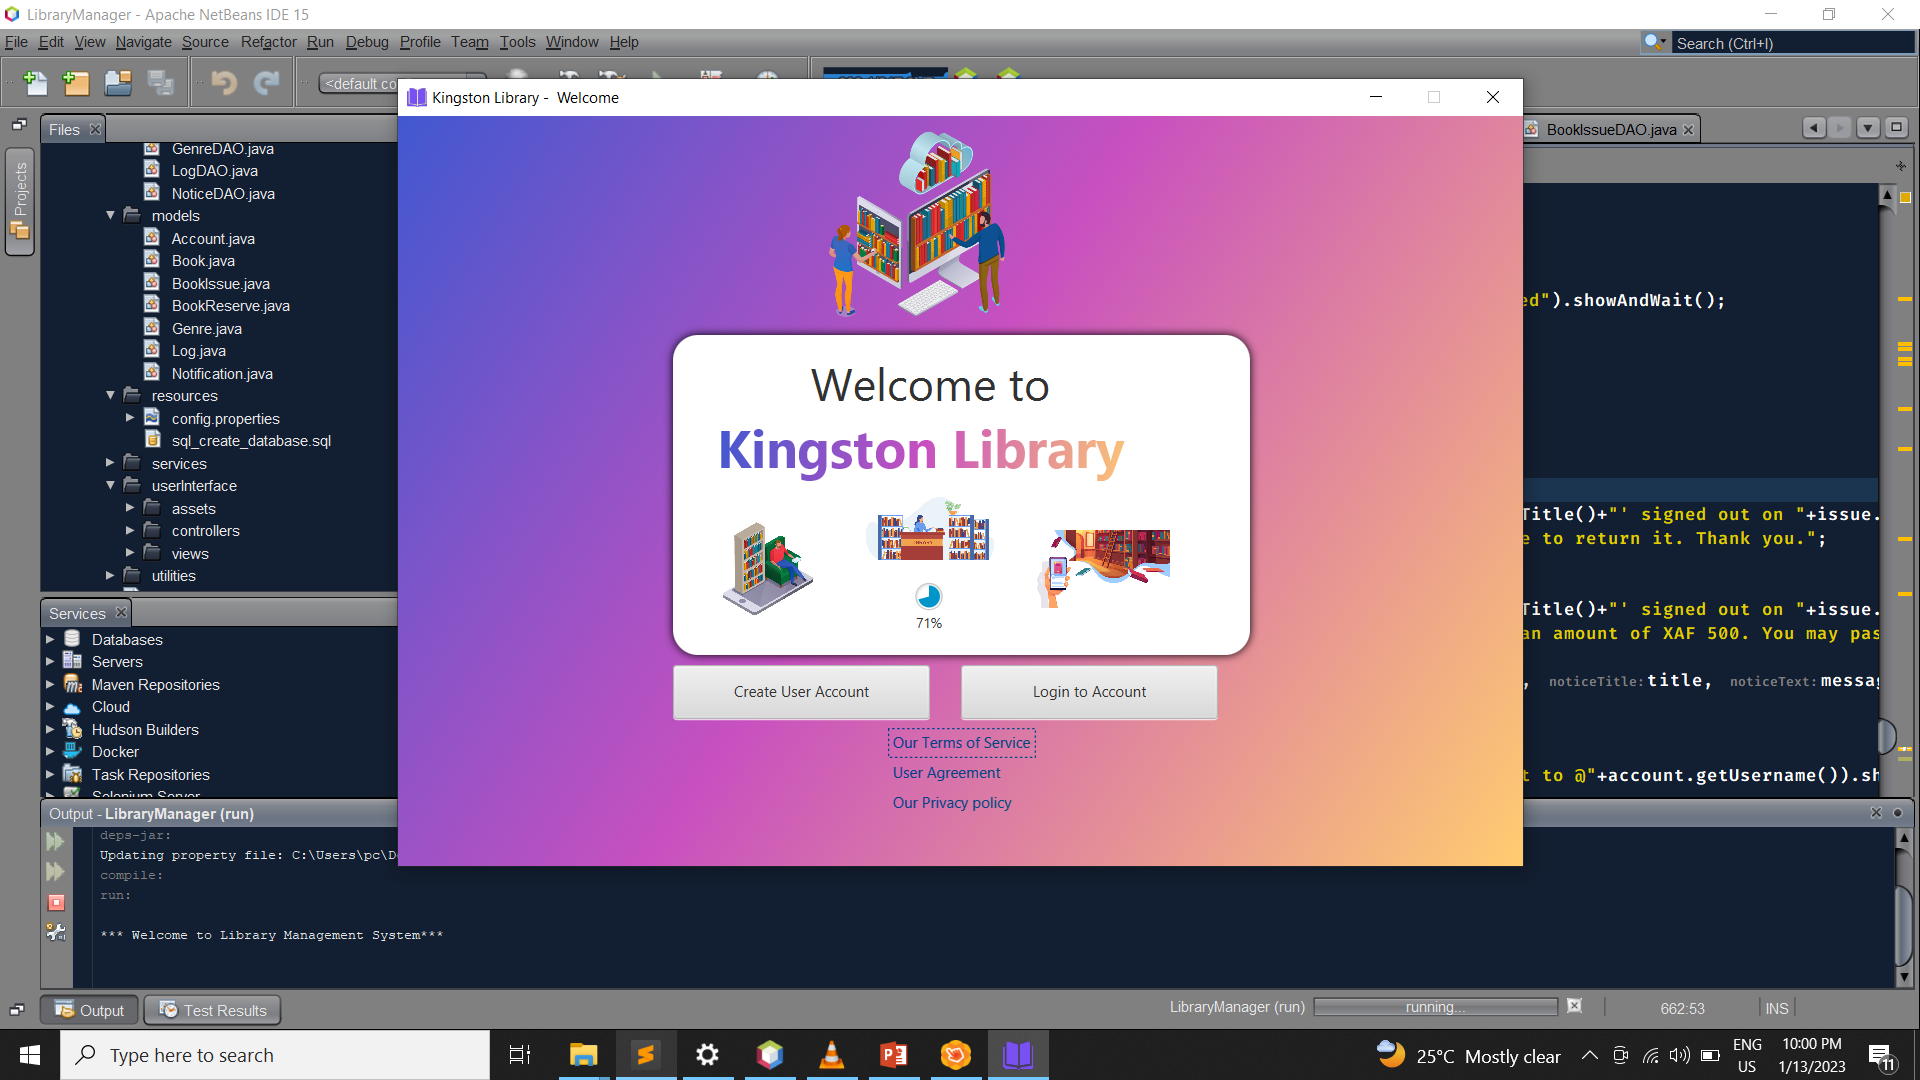 LibraryManager - Apache NetBeans IDE 15
File Edit View Navigate Source Refactor Run Debug Profile Team Tools Window Help
Search (Ctrl+I)
<default co
Kingston Library - Welcome
Files
BookIssueDAO.java
Projects
GenreDAO.java
LogDAO.java
NoticeDAO.java
models
Account.java
Book.java
BookIssue.java
BookReserve.java
Genre.java
Log.java
Notification.java
resources
config.properties
sql_create_database.sql
services
userInterface
assets
controllers
views
utilities
Welcome to
Kingston Library
71%
Create User Account
Login to Account
Our Terms of Service
User Agreement
Our Privacy policy
ed").showAndWait();
Title()+"' signed out on "+issue.
e to return it. Thank you.";
Title()+"' signed out on "+issue.
an amount of XAF 500. You may pas
, noticeTitle: title, noticeText: messag
t to @"+account.getUsername()).sh
Services
Databases
Servers
Maven Repositories
Cloud
Hudson Builders
Docker
Task Repositories
Selenium Server
Output - LibraryManager (run)
deps-jar:
Updating property file: C:\Users\pc\D
compile:
run:
*** Welcome to Library Management System***
Output
Test Results
LibraryManager (run)
running...
662:53
INS
Type here to search
25°C Mostly clear
ENG
US
10:00 PM
1/13/2023
11